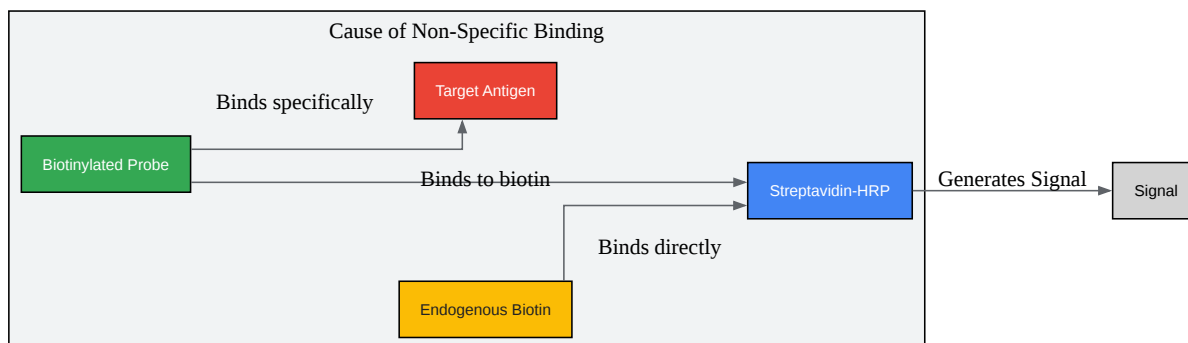 Cause of Non-Specific Binding
Target Antigen
Binds specifically
Biotinylated Probe
Binds to biotin
Streptavidin-HRP
Generates Signal
Signal
Binds directly
Endogenous Biotin